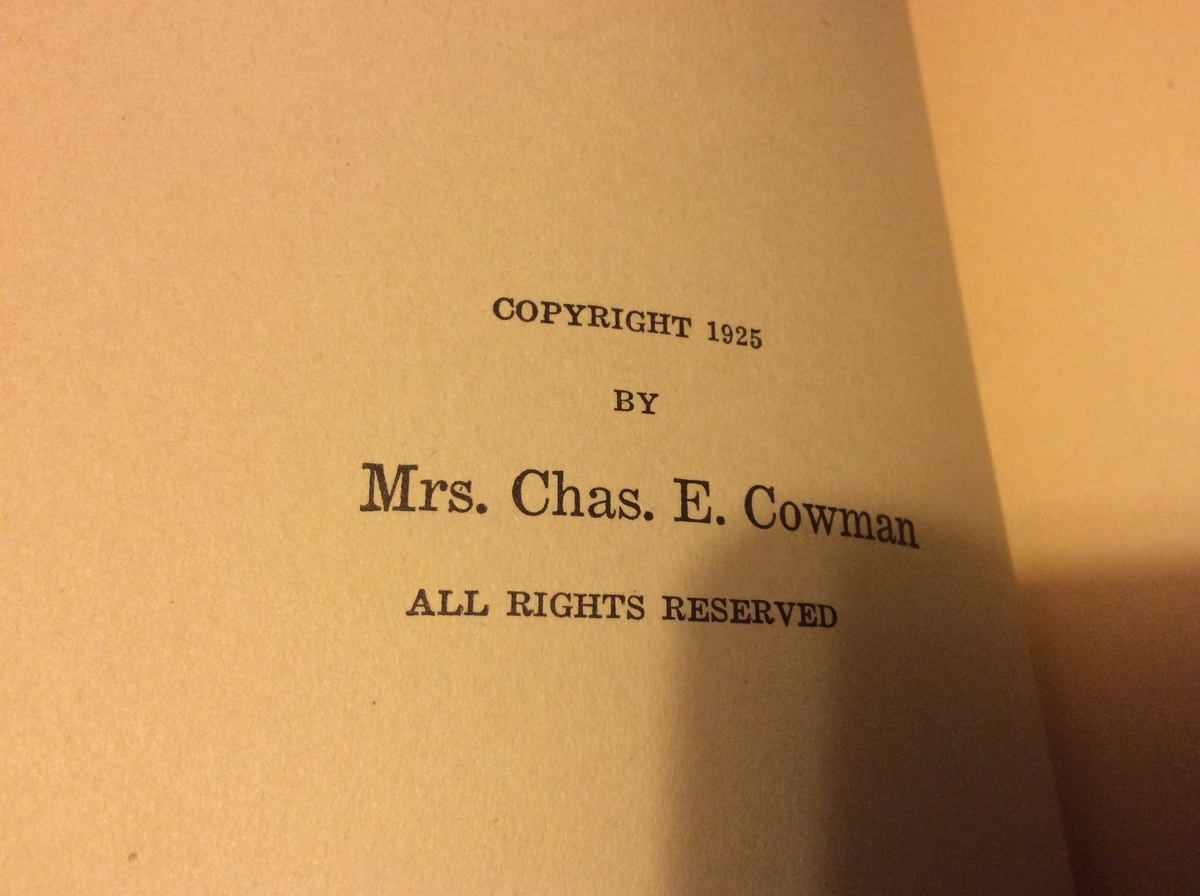 COPYRIGHT 1925
BY
Mrs. Chas. E. Cowman
ALL RIGHTS RESERVED